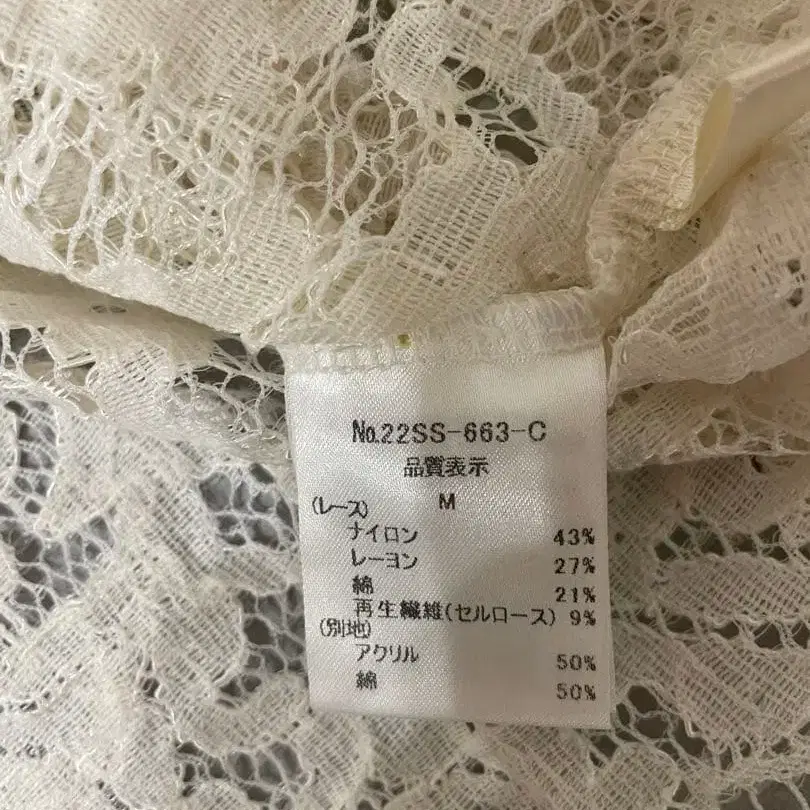 No.22SS-663-C
品質表示
M
(レース)
ナイロン 43%
レーヨン 27%
綿 21%
再生繊維(セルロース) 9%
(別地)
アクリル 50%
綿 50%